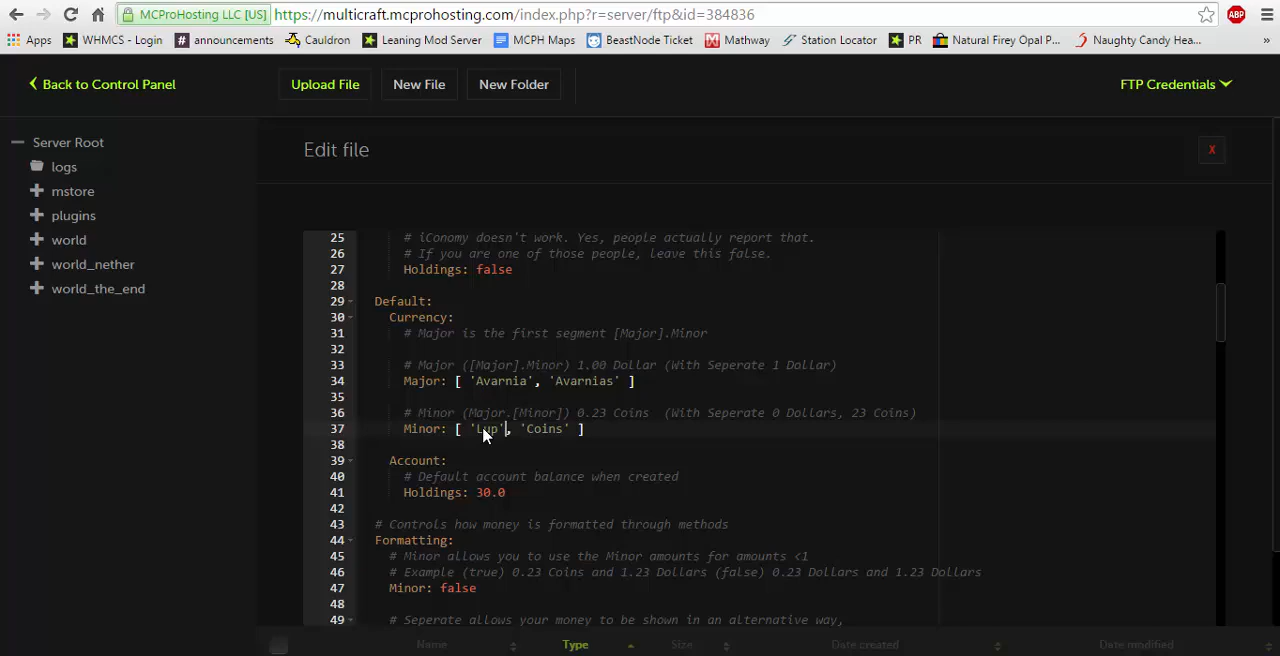 MCProHosting LLC [US] https://multicraft.mcprohosting.com/index.php?r=server/ftp&id=384836 ABP
Apps WHMCS - Login announcements Cauldron Leaning Mod Server MCPH Maps BeastNode Ticket Mathway Station Locator PR Natural Firey Opal P... Naughty Candy Hea... »
Back to Control Panel Upload File New File New Folder FTP Credentials
Server Root
logs
mstore
plugins
world
world_nether
world_the_end
Edit file X
25 # iConomy doesn't work. Yes, people actually report that.
26 # If you are one of those people, leave this false.
27 Holdings: false
28
29 Default:
30 Currency:
31 # Major is the first segment [Major].Minor
32
33 # Major ([Major].Minor) 1.00 Dollar (With Seperate 1 Dollar)
34 Major: [ 'Avarnia', 'Avarnias' ]
35
36 # Minor (Major.[Minor]) 0.23 Coins (With Seperate 0 Dollars, 23 Coins)
37 Minor: [ 'Lup', 'Coins' ]
38
39 Account:
40 # Default account balance when created
41 Holdings: 30.0
42
43 # Controls how money is formatted through methods
44 Formatting:
45 # Minor allows you to use the Minor amounts for amounts <1
46 # Example (true) 0.23 Coins and 1.23 Dollars (false) 0.23 Dollars and 1.23 Dollars
47 Minor: false
48
49 # Seperate allows your money to be shown in an alternative way,
Name Type Size Date created Date modified